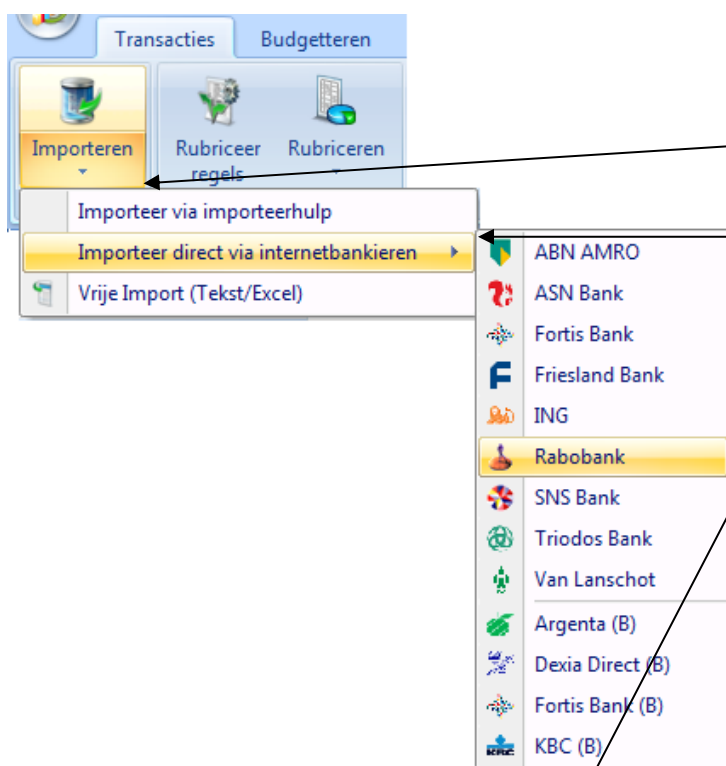 Transacties Budgetteren
Importeren
Rubriceer regels
Rubriceren
Importeer via importeerhulp
Importeer direct via internetbankieren
Vrije Import (Tekst/Excel)
ABN AMRO
ASN Bank
Fortis Bank
Friesland Bank
ING
Rabobank
SNS Bank
Triodos Bank
Van Lanschot
Argenta (B)
Dexia Direct (B)
Fortis Bank (B)
KBC KBC (B)